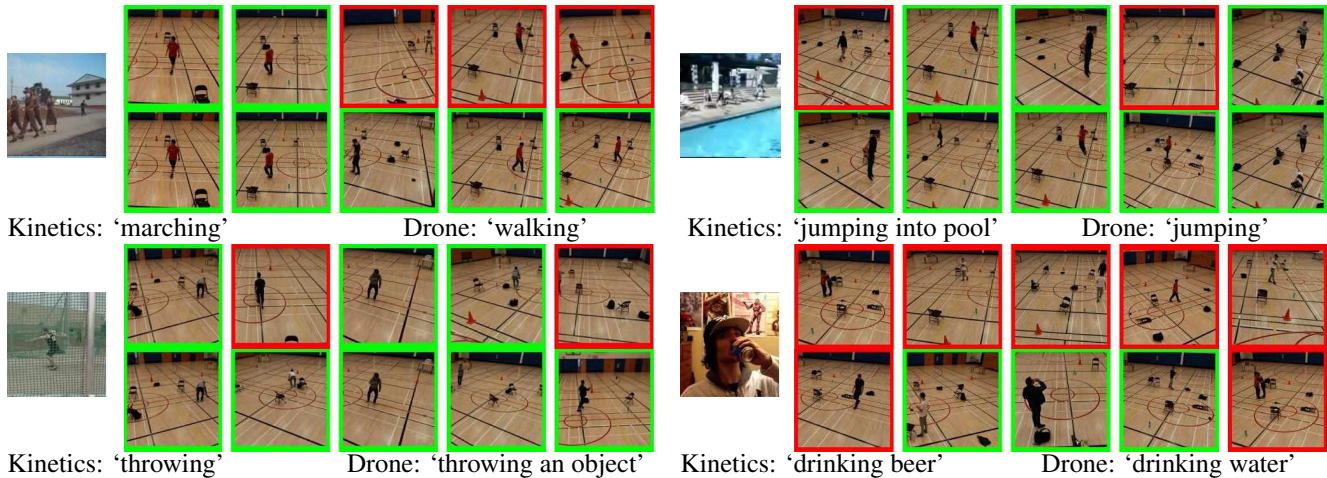 Kinetics: ‘marching’ Drone: ‘walking’ Kinetics: ‘jumping into pool’ Drone: ‘jumping’
Kinetics: ‘throwing’ Drone: ‘throwing an object’ Kinetics: ‘drinking beer’ Drone: ‘drinking water’